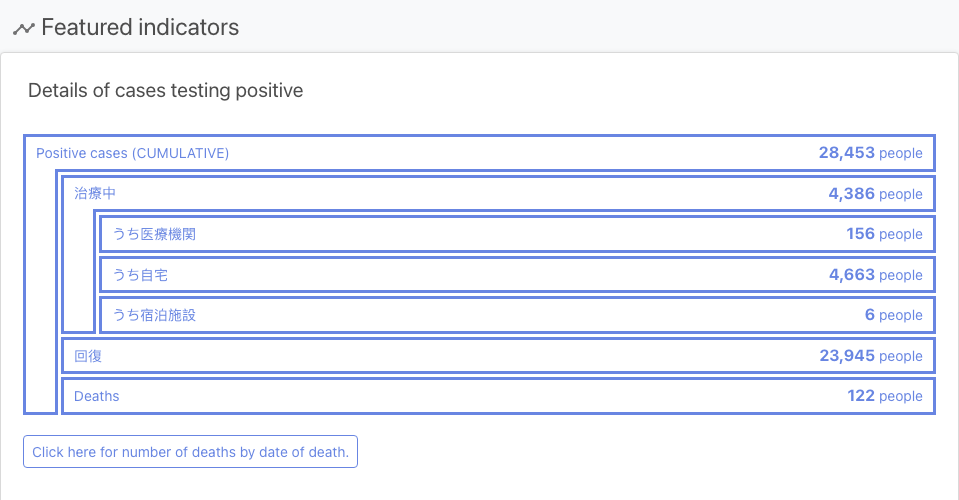 Featured indicators
Details of cases testing positive
Positive cases (CUMULATIVE) 28,453 people
治療中 4,386 people
うち医療機関 156 people
うち自宅 4,663 people
うち宿泊施設 6 people
回復 23,945 people
Deaths 122 people
Click here for number of deaths by date of death.